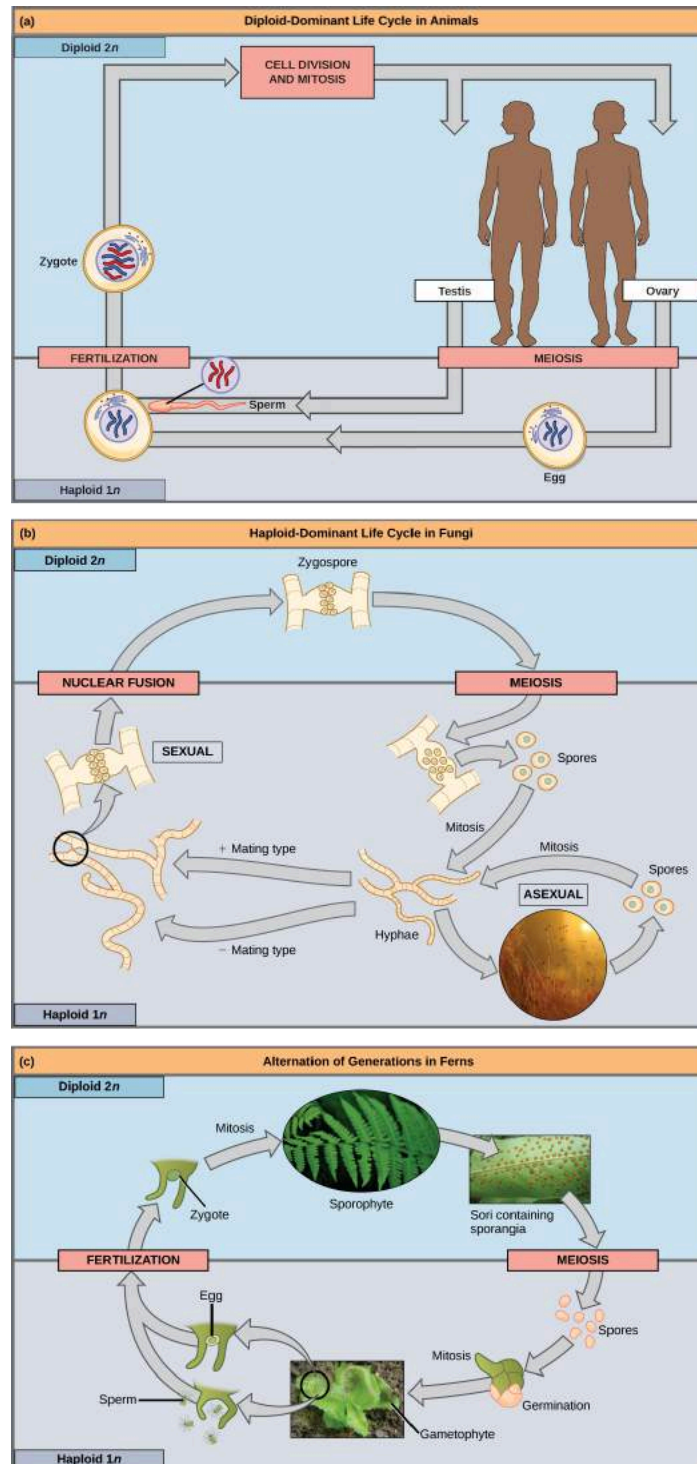 (a) Diploid-Dominant Life Cycle in Animals
Diploid 2n
CELL DIVISION
AND MITOSIS
Zygote
Testis
Ovary
FERTILIZATION
MEIOSIS
Sperm
Egg
Haploid 1n
(b) Haploid-Dominant Life Cycle in Fungi
Diploid 2n
Zygospore
NUCLEAR FUSION
MEIOSIS
SEXUAL
Spores
Mitosis
+ Mating type
Mitosis
Spores
ASEXUAL
Hyphae
− Mating type
Haploid 1n
(c) Alternation of Generations in Ferns
Diploid 2n
Mitosis
Zygote
Sporophyte
Sori containing
sporangia
FERTILIZATION
MEIOSIS
Egg
Spores
Mitosis
Sperm
Germination
Gametophyte
Haploid 1n